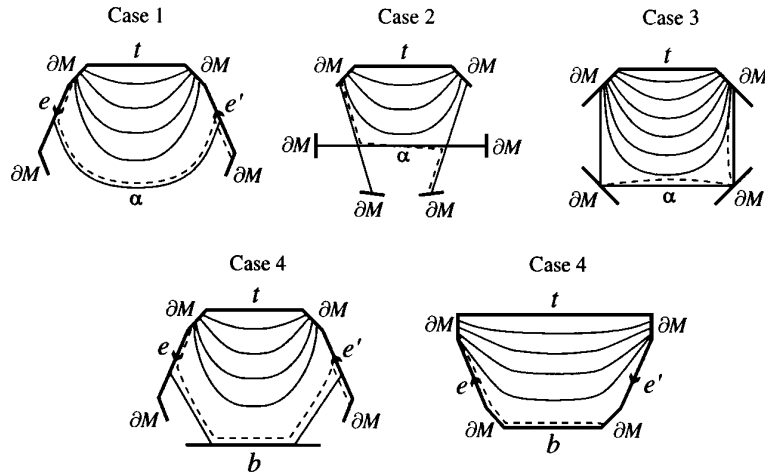 Case 1 Case 2 Case 3
t t t
∂M ∂M ∂M ∂M ∂M ∂M
e e'
∂M α ∂M
∂M ∂M ∂M ∂M
α α
∂M ∂M
Case 4 Case 4
t t
∂M ∂M ∂M ∂M
e e' e e'
∂M ∂M ∂M ∂M
b b